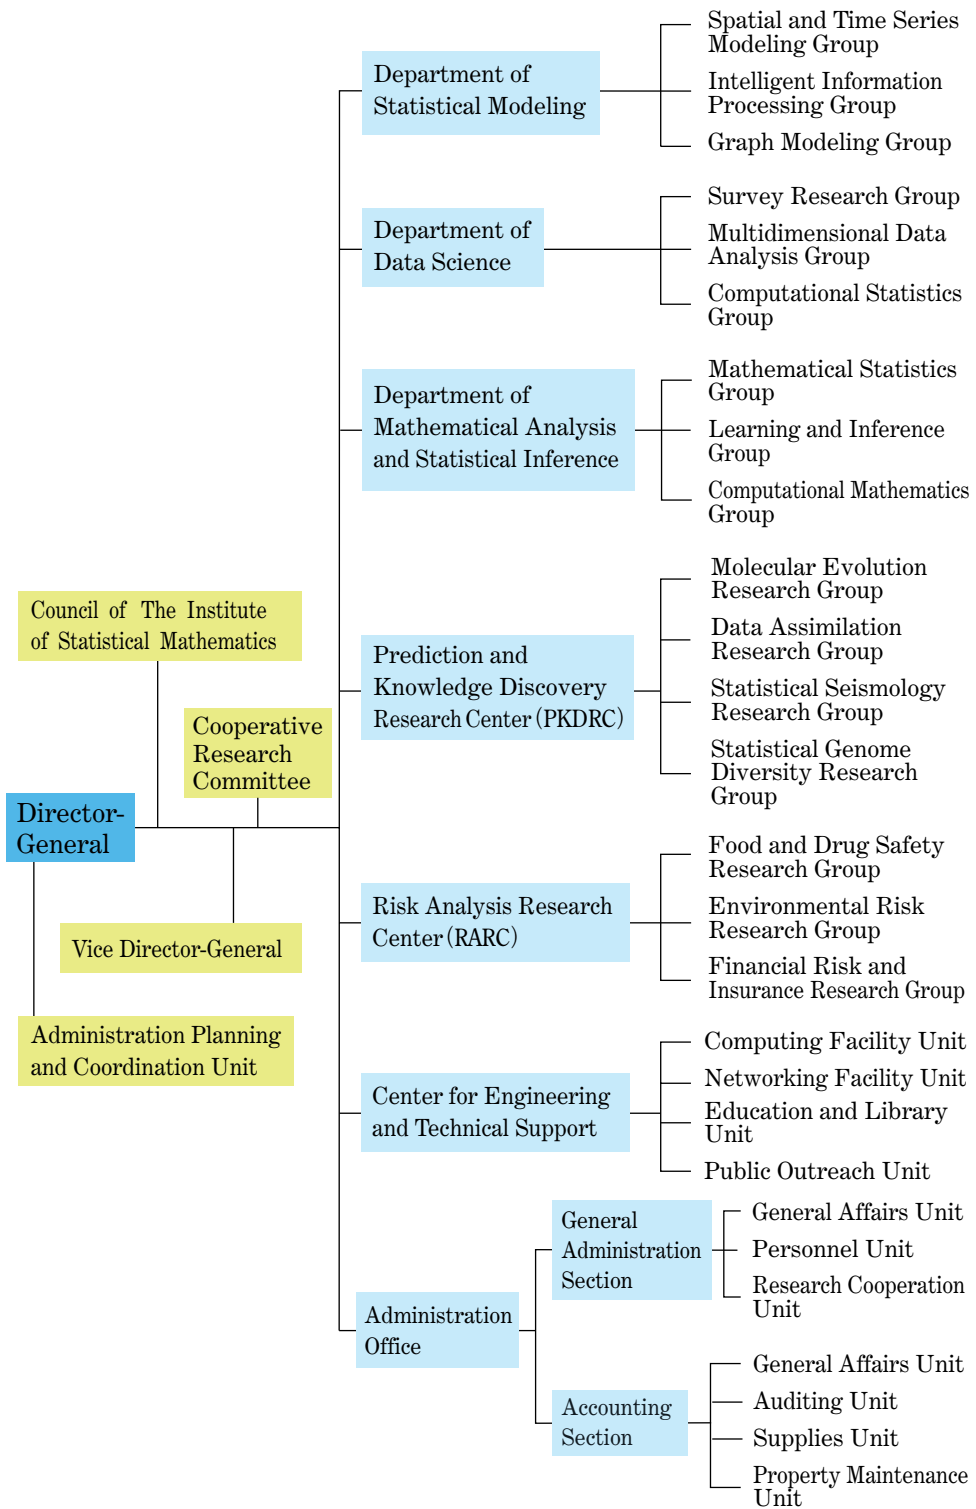 Director-
General
Council of The Institute
of Statistical Mathematics
Cooperative
Research
Committee
Vice Director-General
Administration Planning
and Coordination Unit
Department of
Statistical Modeling
Spatial and Time Series
Modeling Group
Intelligent Information
Processing Group
Graph Modeling Group
Department of
Data Science
Survey Research Group
Multidimensional Data
Analysis Group
Computational Statistics
Group
Department of
Mathematical Analysis
and Statistical Inference
Mathematical Statistics
Group
Learning and Inference
Group
Computational Mathematics
Group
Prediction and
Knowledge Discovery
Research Center (PKDRC)
Molecular Evolution
Research Group
Data Assimilation
Research Group
Statistical Seismology
Research Group
Statistical Genome
Diversity Research
Group
Risk Analysis Research
Center (RARC)
Food and Drug Safety
Research Group
Environmental Risk
Research Group
Financial Risk and
Insurance Research Group
Center for Engineering
and Technical Support
Computing Facility Unit
Networking Facility Unit
Education and Library
Unit
Public Outreach Unit
Administration
Office
General
Administration
Section
General Affairs Unit
Personnel Unit
Research Cooperation
Unit
Accounting
Section
General Affairs Unit
Auditing Unit
Supplies Unit
Property Maintenance
Unit